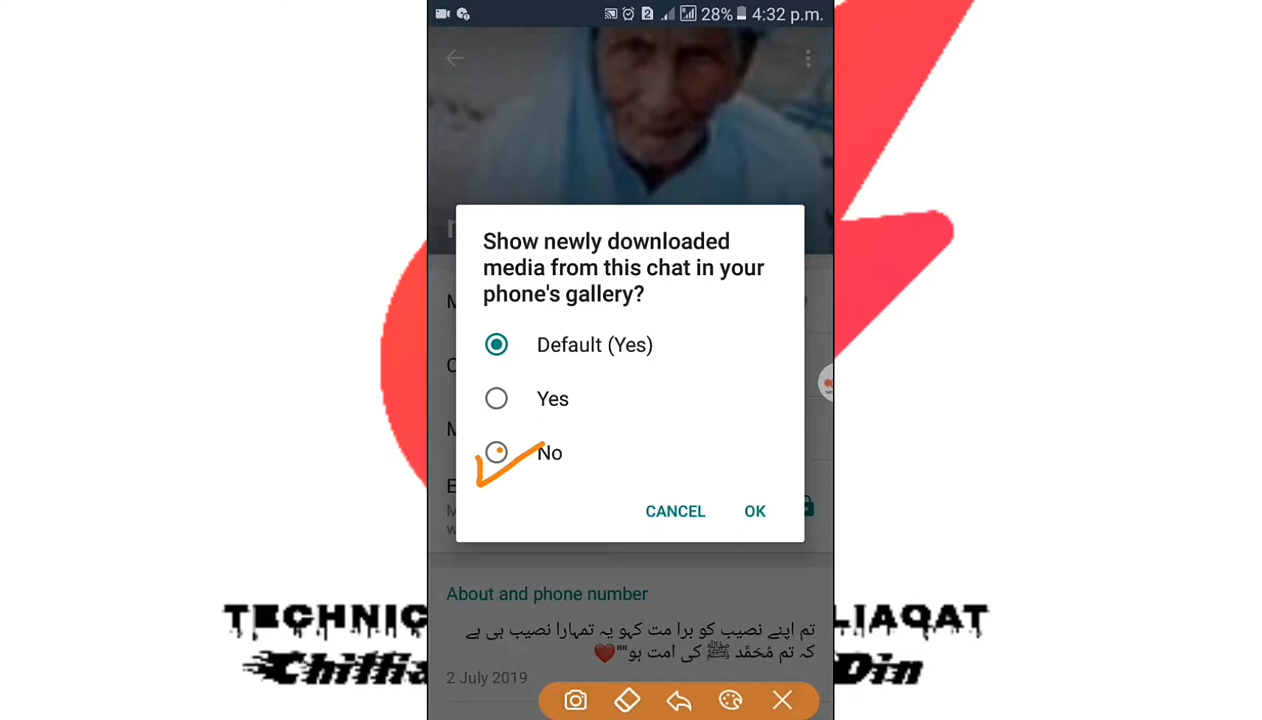 28% 4:32 p.m.
Show newly downloaded
media from this chat in your
phone's gallery?
Default (Yes)
Yes
No
CANCEL OK
About and phone number
تم اپنے نصیب کو برا مت کہو یہ تمہارا نصیب ہی ہے
کہ تم مُحَمَّد ﷺ کی امت ہو""❤️
2 July 2019
TECHNIC LIAQAT
Chillia Din